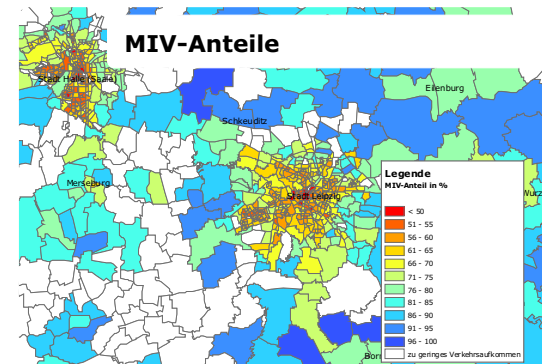 MIV-Anteile
Stadt Halle (Saale)
Eilenburg
Schkeuditz
Merseburg
Stadt Leipzig
Legende
MIV-Anteil in %
< 50
51 - 55
56 - 60
61 - 65
66 - 70
71 - 75
76 - 80
81 - 85
86 - 90
91 - 95
96 - 100
zu geringes Verkehrsaufkommen
Wurz
Born